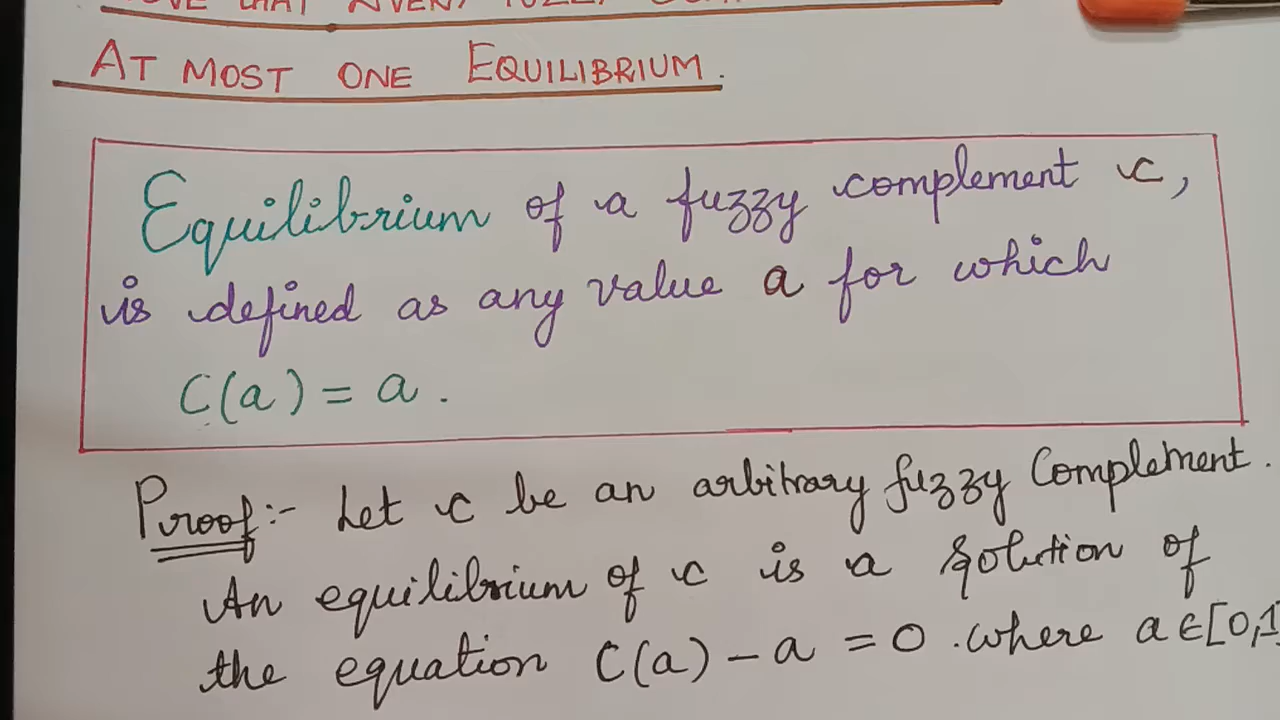 THAT
AT MOST ONE EQUILIBRIUM.
Equilibrium of a fuzzy complement c,
is defined as any value a for which
C(a) = a.
Proof:- Let c be an arbitrary fuzzy Complement.
An equilibrium of c is a solution of
the equation C(a) - a = 0. where a ∈ [0,1]